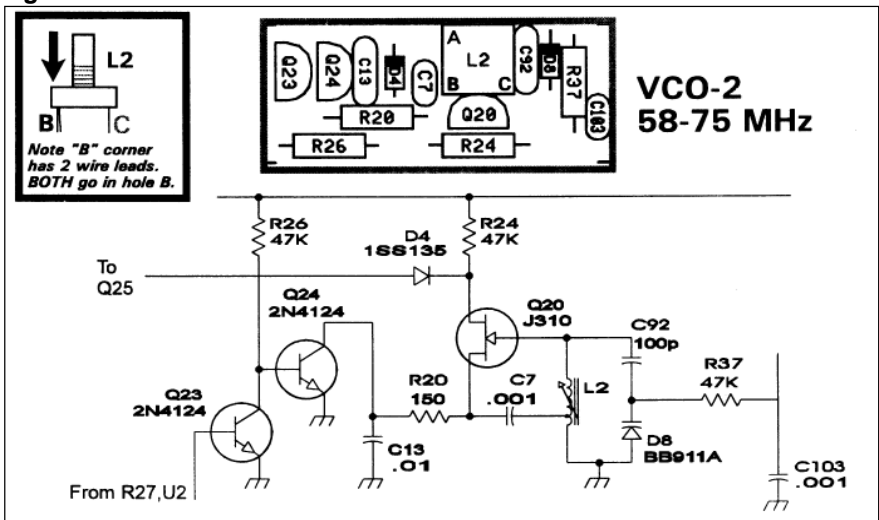 L2
B
C
Note "B" corner
has 2 wire leads.
BOTH go in hole B.
Q23
Q24
C13
D4
C7
A
L2
B
C
C92
D8
R37
C103
R20
Q20
R26
R24
VCO-2
58-75 MHz
R26
47K
D4
1SS135
R24
47K
To
Q25
Q24
2N4124
Q20
J310
C92
100p
R37
47K
Q23
2N4124
R20
150
C7
.001
L2
C13
.01
D8
BB911A
C103
.001
From R27,U2